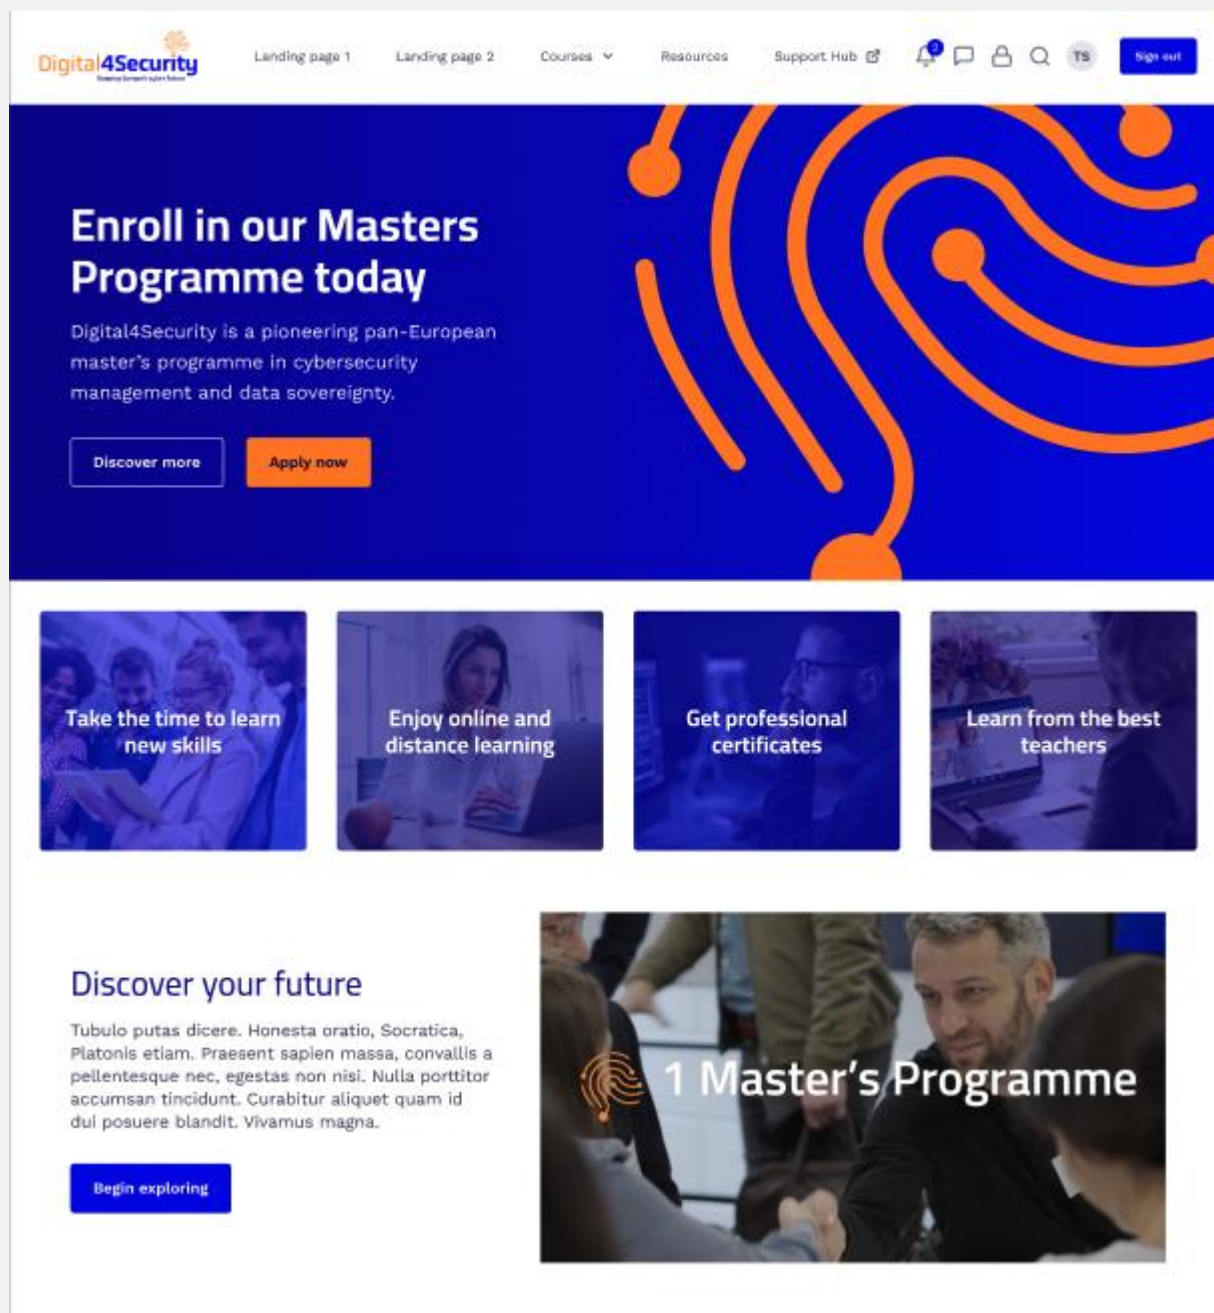 Digital4Security
Shaping Europe's cyber future
Landing page 1
Landing page 2
Courses
Resources
Support Hub
TS
Sign out
Enroll in our Masters
Programme today
Digital4Security is a pioneering pan-European
master's programme in cybersecurity
management and data sovereignty.
Discover more
Apply now
Take the time to learn
new skills
Enjoy online and
distance learning
Get professional
certificates
Learn from the best
teachers
Discover your future
Tubulo putas dicere. Honesta oratio, Socratica,
Platonis etiam. Praesent sapien massa, convallis a
pellentesque nec, egestas non nisi. Nulla porttitor
accumsan tincidunt. Curabitur aliquet quam id
dui posuere blandit. Vivamus magna.
Begin exploring
1 Master's Programme